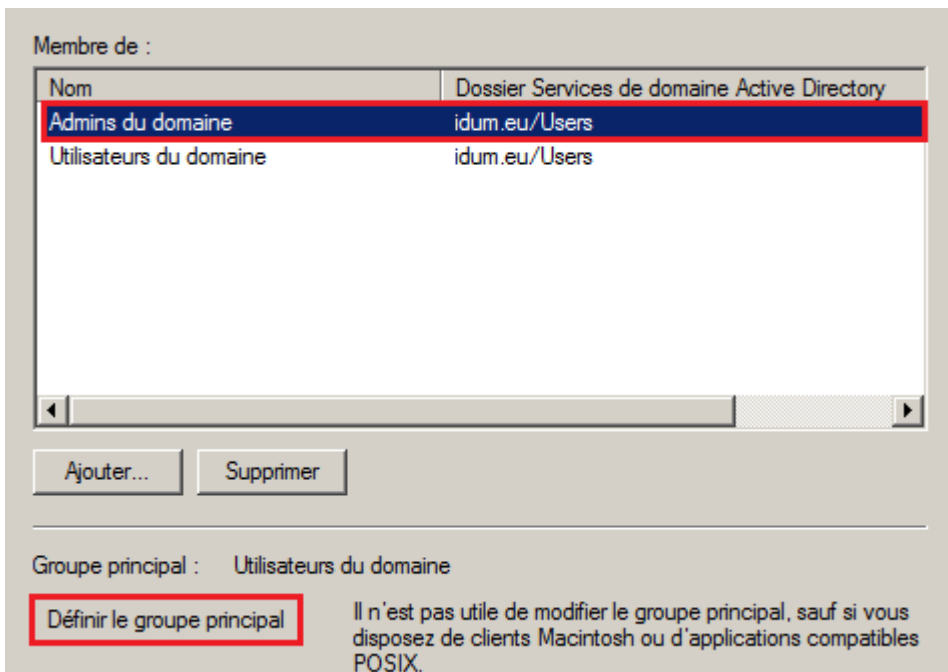 Membre de :
Nom Dossier Services de domaine Active Directory
Admins du domaine idum.eu/Users
Utilisateurs du domaine idum.eu/Users
Ajouter... Supprimer
Groupe principal : Utilisateurs du domaine
Définir le groupe principal
Il n'est pas utile de modifier le groupe principal, sauf si vous
disposez de clients Macintosh ou d'applications compatibles
POSIX.